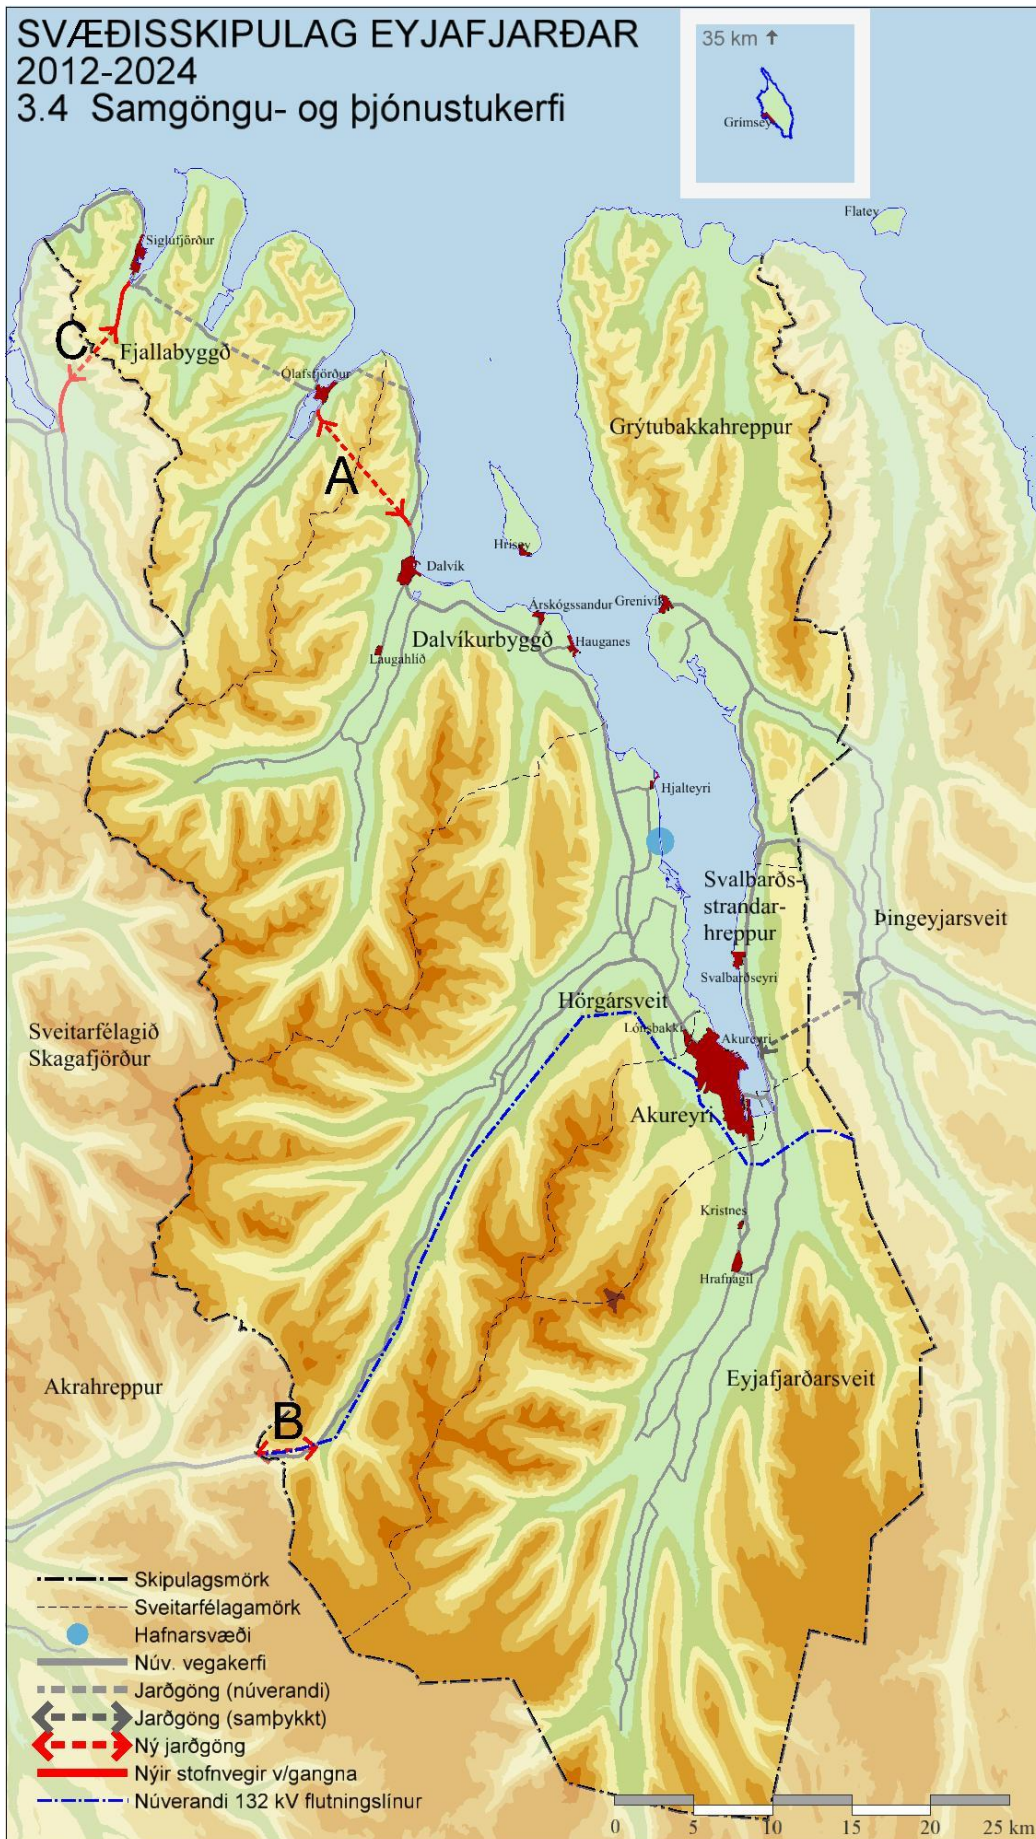 SVÆÐISSKIPULAG EYJAFJARÐAR
2012-2024
3.4 Samgöngu- og þjónustukerfi
35 km ↑
Grímsey
Flatey
Siglufjörður
C
Fjallabyggð
Ólafsfjörður
Grýtubakkahreppur
A
Hrísey
Dalvík
Árskógssandur
Grenivík
Dalvíkurbyggð
Hauganes
Laugahlíð
Hjalteyri
Svalbarðs-
strandar-
hreppur
Þingeyjarsveit
Svalbarðseyri
Hörgársveit
Sveitarfélagið
Skagafjörður
Lónsbakki
Akureyri
Akureyri
Kristnes
Hrafnagil
Akrahreppur
Eyjafjarðarsveit
B
Skipulagsmörk
Sveitarfélagamörk
Hafnarsvæði
Núv. vegakerfi
Jarðgöng (núverandi)
Jarðgöng (samþykkt)
Ný jarðgöng
Nýir stofnvegir v/gangna
Núverandi 132 kV flutningslínur
0 5 10 15 20 25 km